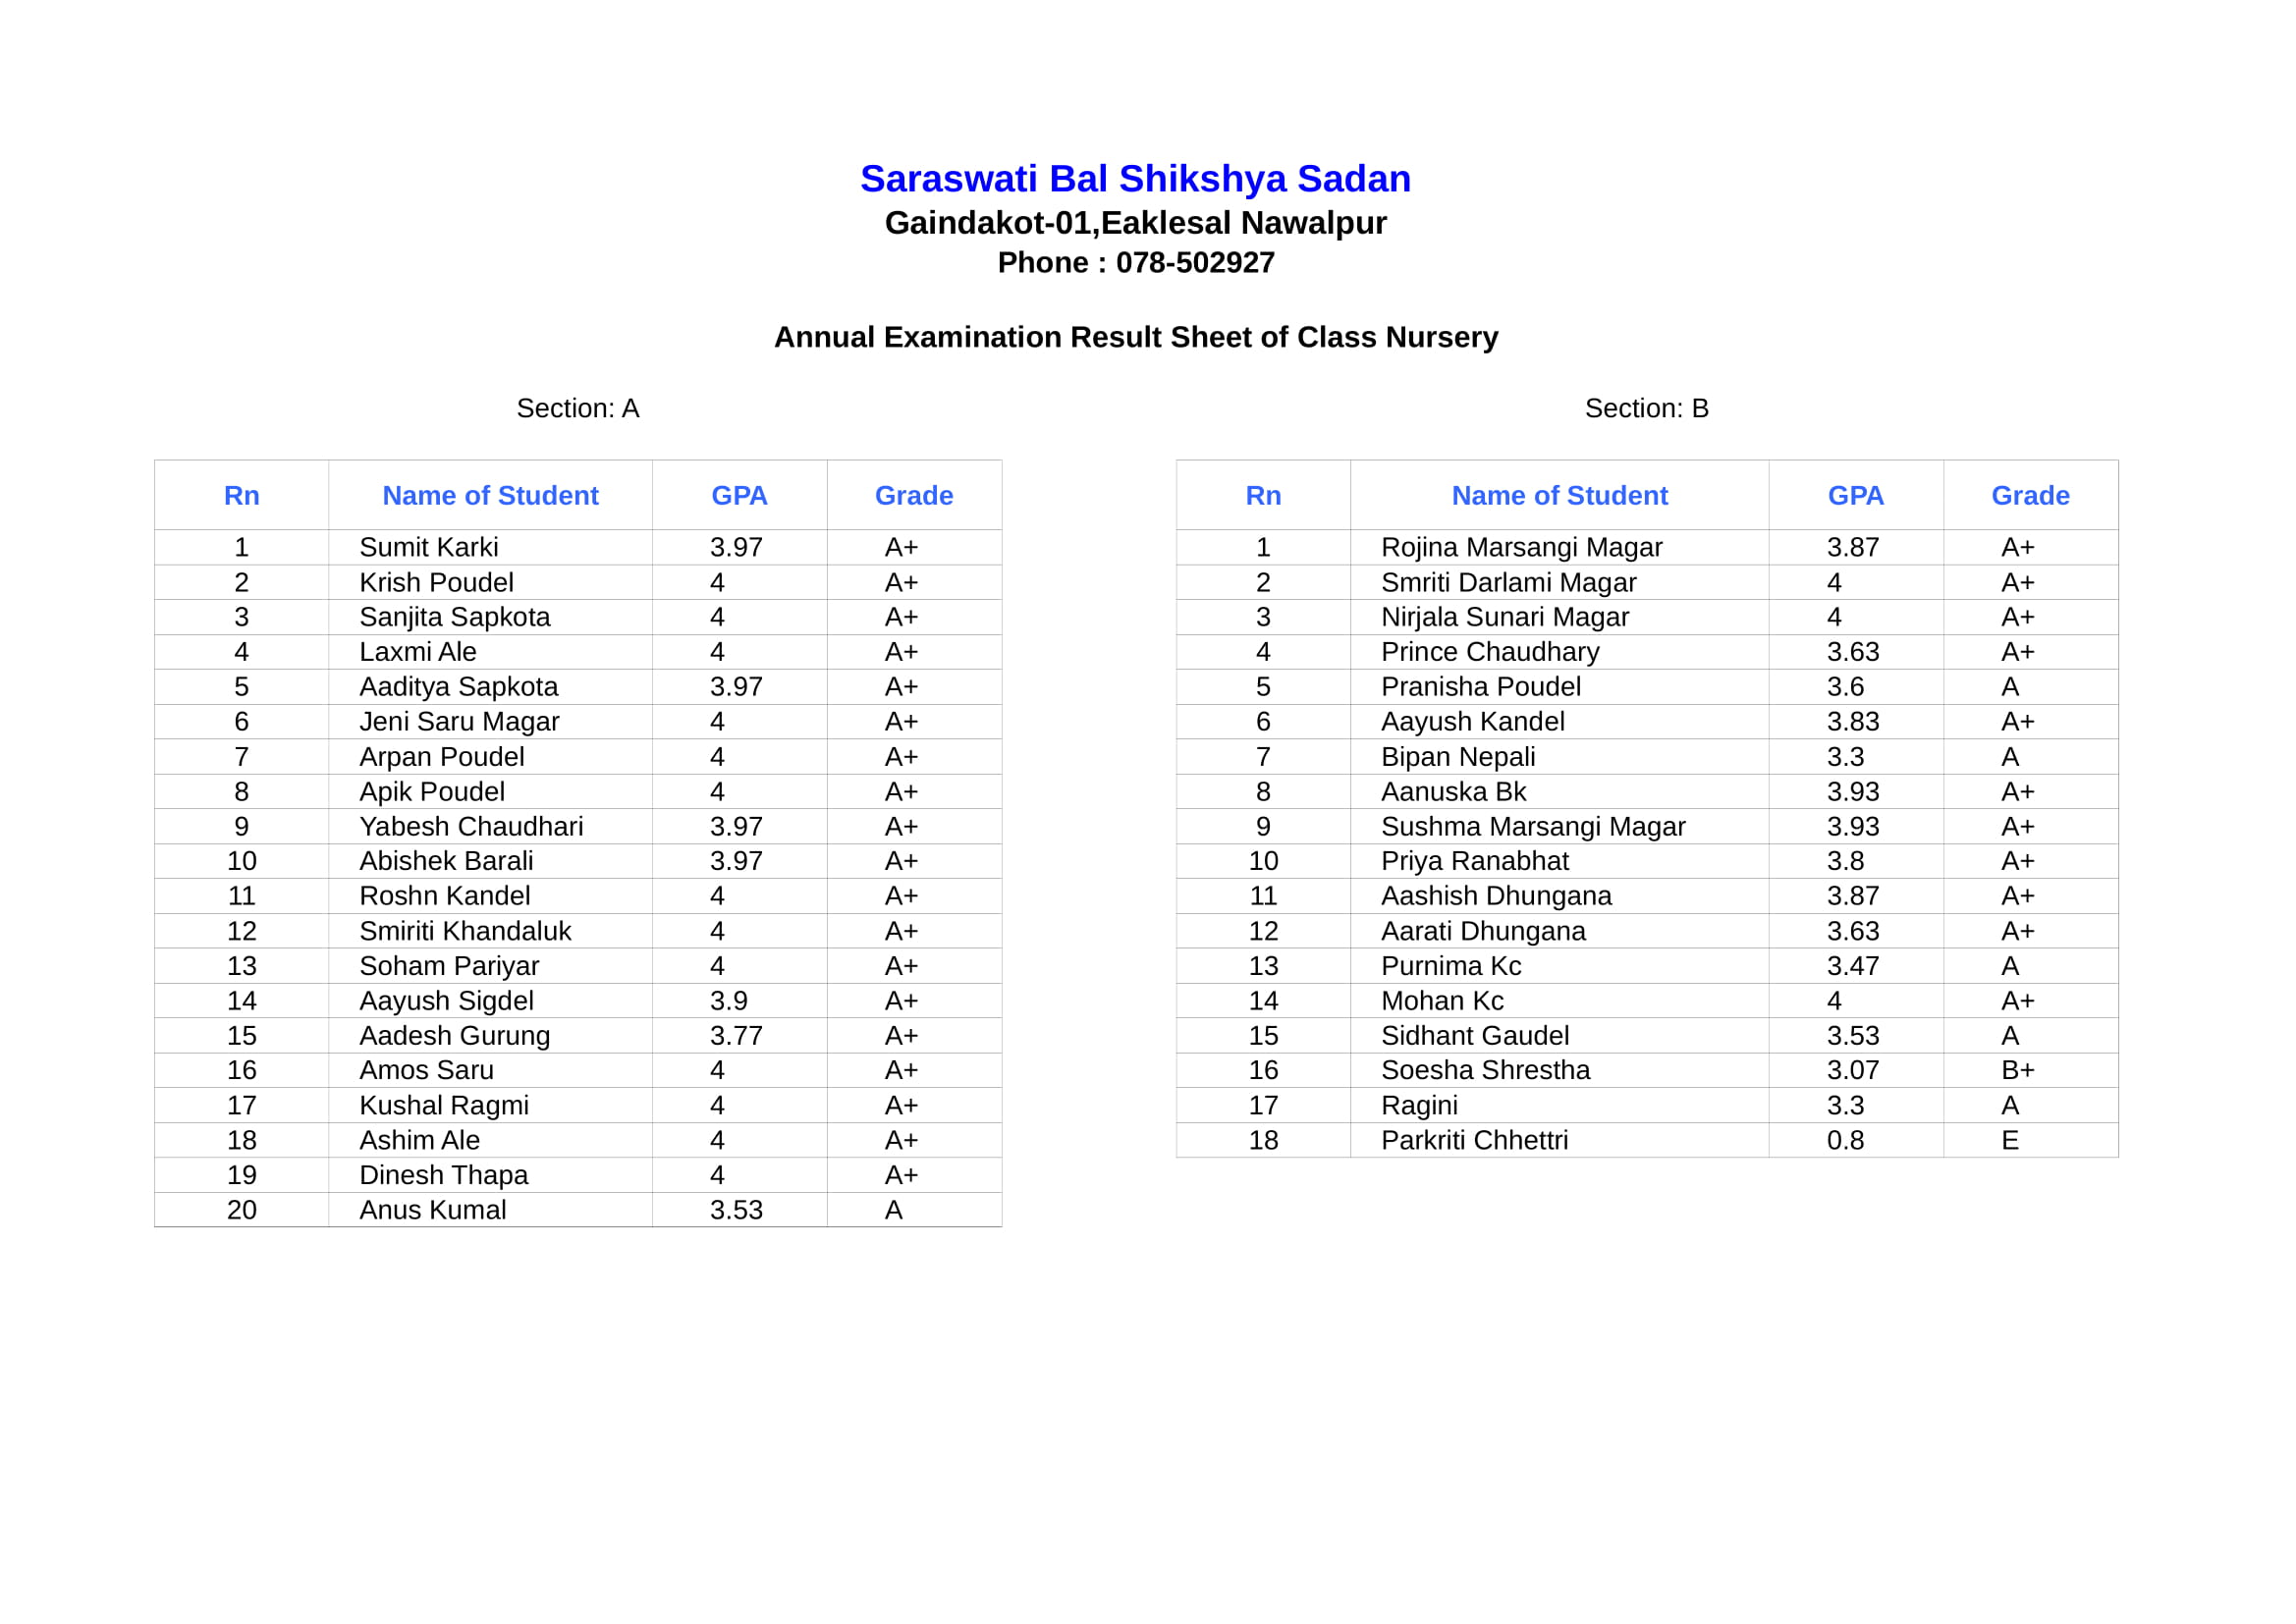 Saraswati Bal Shikshya Sadan
Gaindakot-01,Eaklesal Nawalpur
Phone : 078-502927
Annual Examination Result Sheet of Class Nursery
Section: A
Rn Name of Student GPA Grade
1 Sumit Karki 3.97 A+
2 Krish Poudel 4 A+
3 Sanjita Sapkota 4 A+
4 Laxmi Ale 4 A+
5 Aaditya Sapkota 3.97 A+
6 Jeni Saru Magar 4 A+
7 Arpan Poudel 4 A+
8 Apik Poudel 4 A+
9 Yabesh Chaudhari 3.97 A+
10 Abishek Barali 3.97 A+
11 Roshn Kandel 4 A+
12 Smiriti Khandaluk 4 A+
13 Soham Pariyar 4 A+
14 Aayush Sigdel 3.9 A+
15 Aadesh Gurung 3.77 A+
16 Amos Saru 4 A+
17 Kushal Ragmi 4 A+
18 Ashim Ale 4 A+
19 Dinesh Thapa 4 A+
20 Anus Kumal 3.53 A
Section: B
Rn Name of Student GPA Grade
1 Rojina Marsangi Magar 3.87 A+
2 Smriti Darlami Magar 4 A+
3 Nirjala Sunari Magar 4 A+
4 Prince Chaudhary 3.63 A+
5 Pranisha Poudel 3.6 A
6 Aayush Kandel 3.83 A+
7 Bipan Nepali 3.3 A
8 Aanuska Bk 3.93 A+
9 Sushma Marsangi Magar 3.93 A+
10 Priya Ranabhat 3.8 A+
11 Aashish Dhungana 3.87 A+
12 Aarati Dhungana 3.63 A+
13 Purnima Kc 3.47 A
14 Mohan Kc 4 A+
15 Sidhant Gaudel 3.53 A
16 Soesha Shrestha 3.07 B+
17 Ragini 3.3 A
18 Parkriti Chhettri 0.8 E